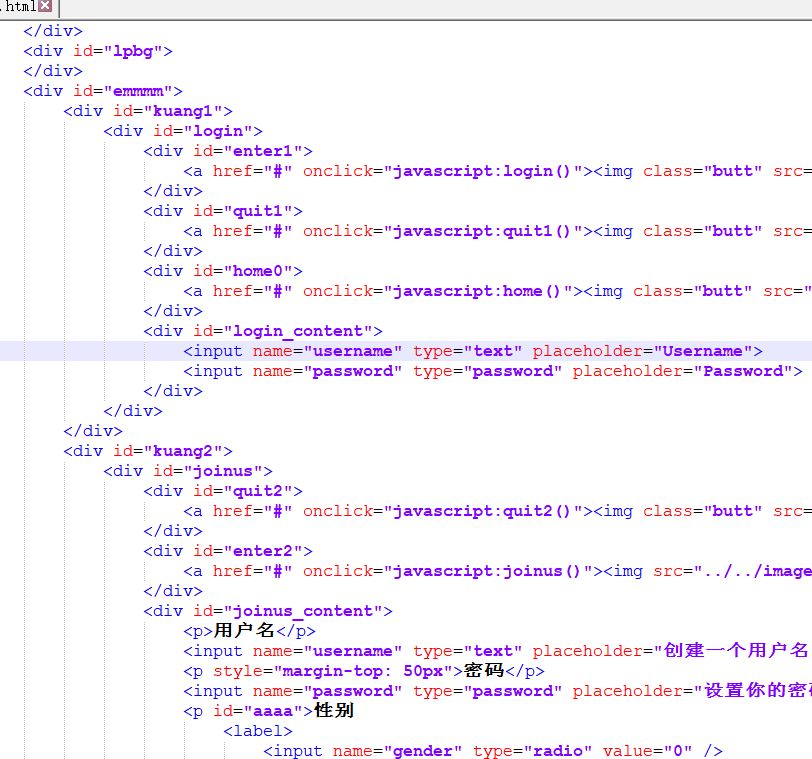 .html
</div>
<div id="lpbg">
</div>
<div id="emmmm">
<div id="kuang1">
<div id="login">
<div id="enter1">
<a href="#" onclick="javascript:login()"><img class="butt" src=
</div>
<div id="quit1">
<a href="#" onclick="javascript:quit1()"><img class="butt" src=
</div>
<div id="home0">
<a href="#" onclick="javascript:home()"><img class="butt" src="
</div>
<div id="login_content">
<input name="username" type="text" placeholder="Username">
<input name="password" type="password" placeholder="Password">
</div>
</div>
</div>
<div id="kuang2">
<div id="joinus">
<div id="quit2">
<a href="#" onclick="javascript:quit2()"><img class="butt" src=
</div>
<div id="enter2">
<a href="#" onclick="javascript:joinus()"><img src="../../image
</div>
<div id="joinus_content">
<p>用户名</p>
<input name="username" type="text" placeholder="创建一个用户名
<p style="margin-top: 50px">密码</p>
<input name="password" type="password" placeholder="设置你的密码
<p id="aaaa">性别
<label>
<input name="gender" type="radio" value="0" />